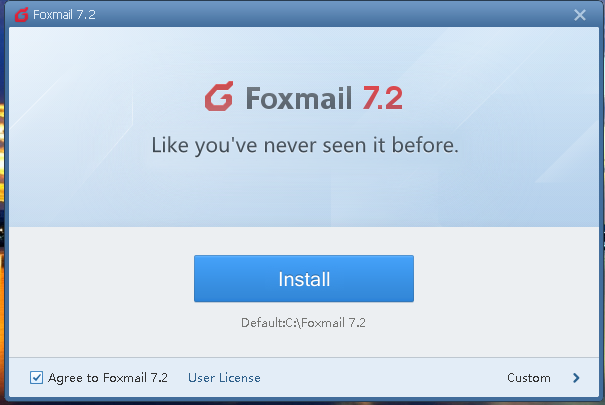 Foxmail 7.2
Foxmail 7.2
Like you've never seen it before.
Install
Default:C:\Foxmail 7.2
Agree to Foxmail 7.2 User License Custom